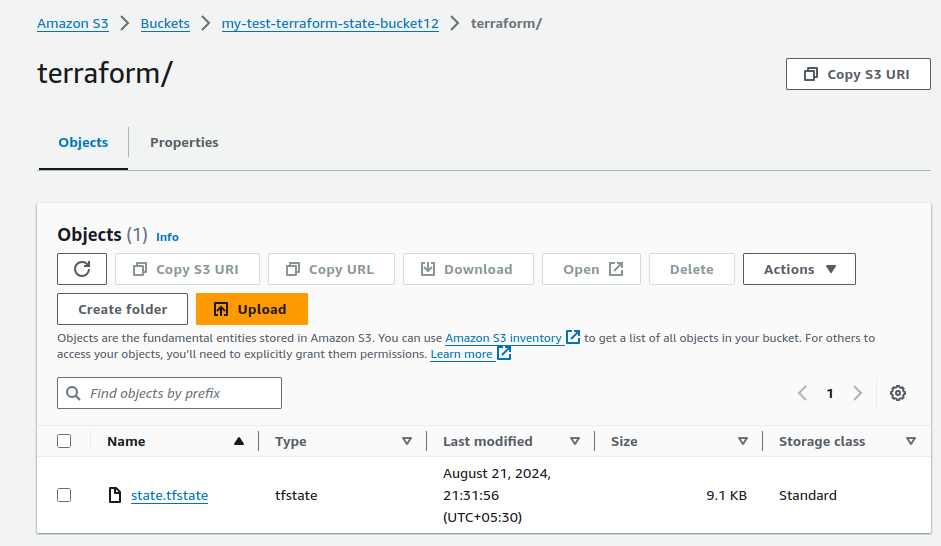 Amazon S3 > Buckets > my-test-terraform-state-bucket12 > terraform/
terraform/
Copy S3 URI
Objects Properties
Objects (1) Info
Copy S3 URI Copy URL Download Open Delete Actions
Create folder Upload
Objects are the fundamental entities stored in Amazon S3. You can use Amazon S3 inventory to get a list of all objects in your bucket. For others to
access your objects, you'll need to explicitly grant them permissions. Learn more
Find objects by prefix
1
Name Type Last modified Size Storage class
state.tfstate tfstate August 21, 2024, 21:31:56 (UTC+05:30) 9.1 KB Standard